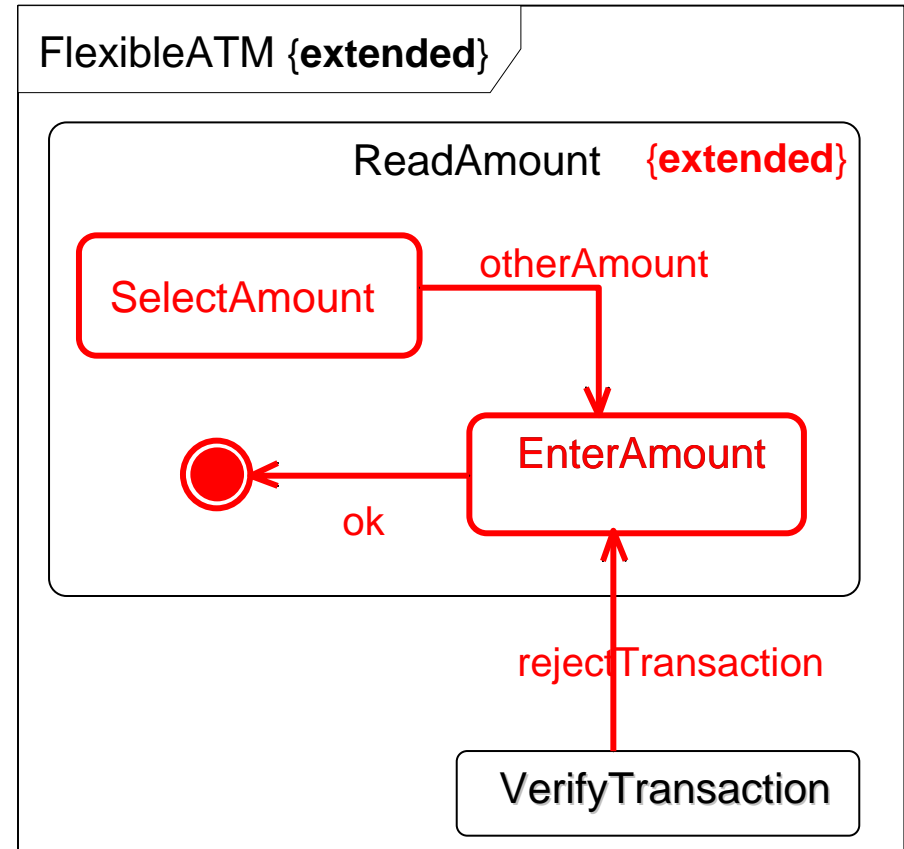 FlexibleATM {extended}
ReadAmount {extended}
otherAmount
SelectAmount
EnterAmount
ok
rejectTransaction
VerifyTransaction